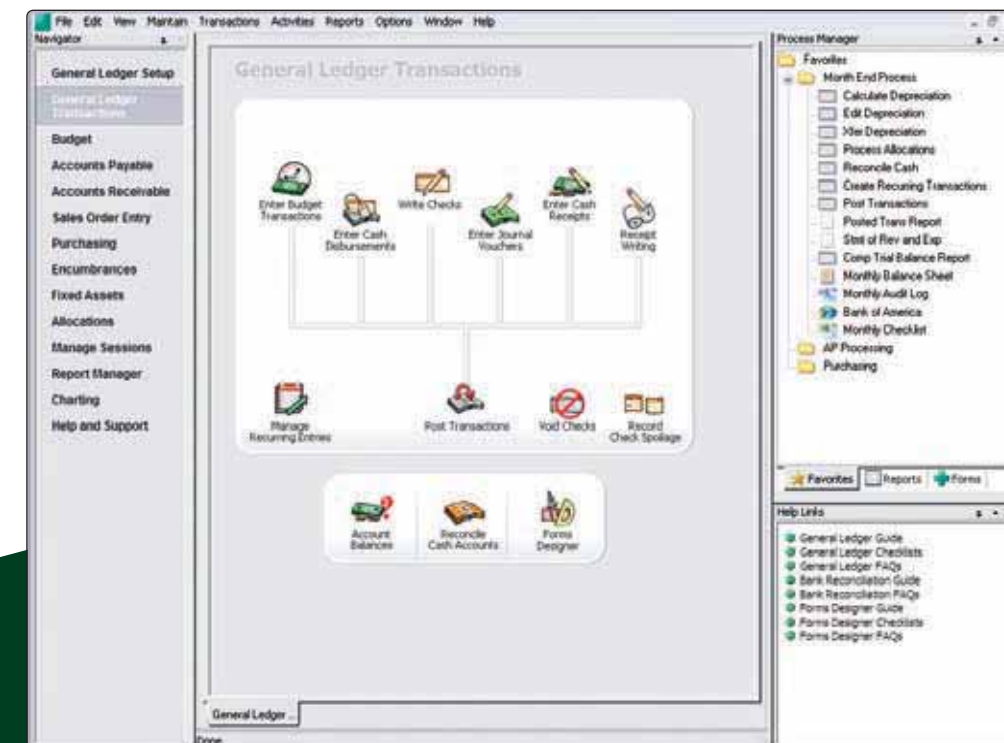 File Edit View Maintain Transactions Activities Reports Options Window Help
Navigator
General Ledger Setup
General Ledger
Transactions
Budget
Accounts Payable
Accounts Receivable
Sales Order Entry
Purchasing
Encumbrances
Fixed Assets
Allocations
Manage Sessions
Report Manager
Charting
Help and Support
General Ledger Transactions
Enter Budget
Transactions
Enter Cash
Disbursements
Write Checks
Enter Journal
Vouchers
Enter Cash
Receipts
Receipt
Writing
Manage
Recurring Entries
Post Transactions
Void Checks
Record
Check Spoilage
Account
Balances
Reconcile
Cash Accounts
Forms
Designer
General Ledger ...
Done
Process Manager
Favorites
Month End Process
Calculate Depreciation
Edit Depreciation
Xfer Depreciation
Process Allocations
Reconcile Cash
Create Recurring Transactions
Post Transactions
Posted Trans Report
Stmt of Rev and Exp
Comp Trial Balance Report
Monthly Balance Sheet
Monthly Audit Log
Bank of America
Monthly Checklist
AP Processing
Purchasing
Favorites Reports Forms
Help Links
General Ledger Guide
General Ledger Checklists
General Ledger FAQs
Bank Reconciliation Guide
Bank Reconciliation FAQs
Forms Designer Guide
Forms Designer Checklists
Forms Designer FAQs